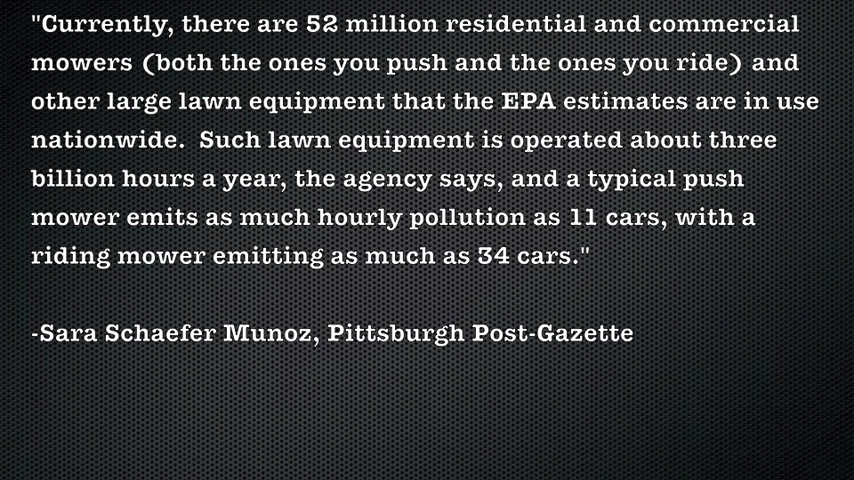 "Currently, there are 52 million residential and commercial
mowers (both the ones you push and the ones you ride) and
other large lawn equipment that the EPA estimates are in use
nationwide.  Such lawn equipment is operated about three
billion hours a year, the agency says, and a typical push
mower emits as much hourly pollution as 11 cars, with a
riding mower emitting as much as 34 cars."
-Sara Schaefer Munoz, Pittsburgh Post-Gazette